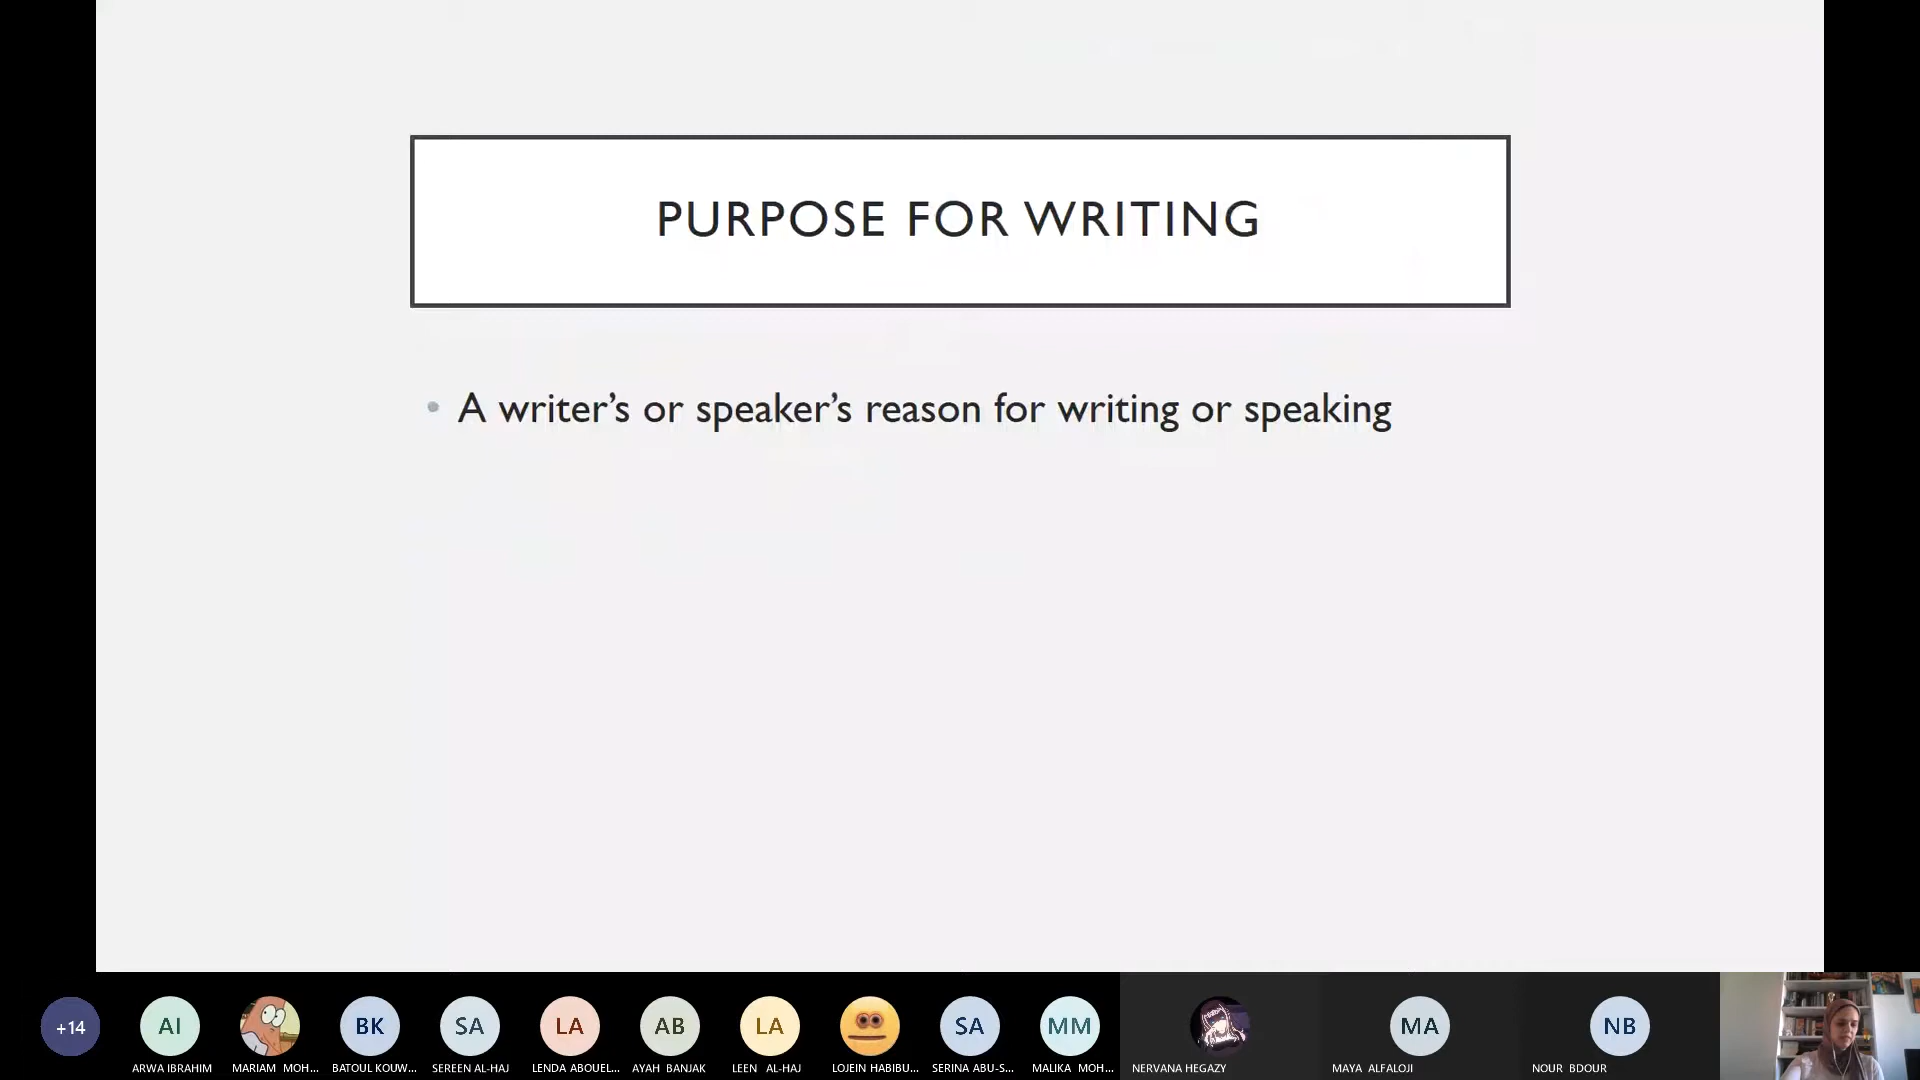 PURPOSE FOR WRITING
• A writer’s or speaker’s reason for writing or speaking
+14
AI
BK
SA
LA
AB
LA
SA
MM
MA
NB
ARWA IBRAHIM
MARIAM MOH...
BATOUL KOUW...
SEREEN AL-HAJ
LENDA ABOUEL...
AYAH BANJAK
LEEN AL-HAJ
LOJEIN HABIBU...
SERINA ABU-S...
MALIKA MOH...
NERVANA HEGAZY
MAYA ALFALOJI
NOUR BDOUR